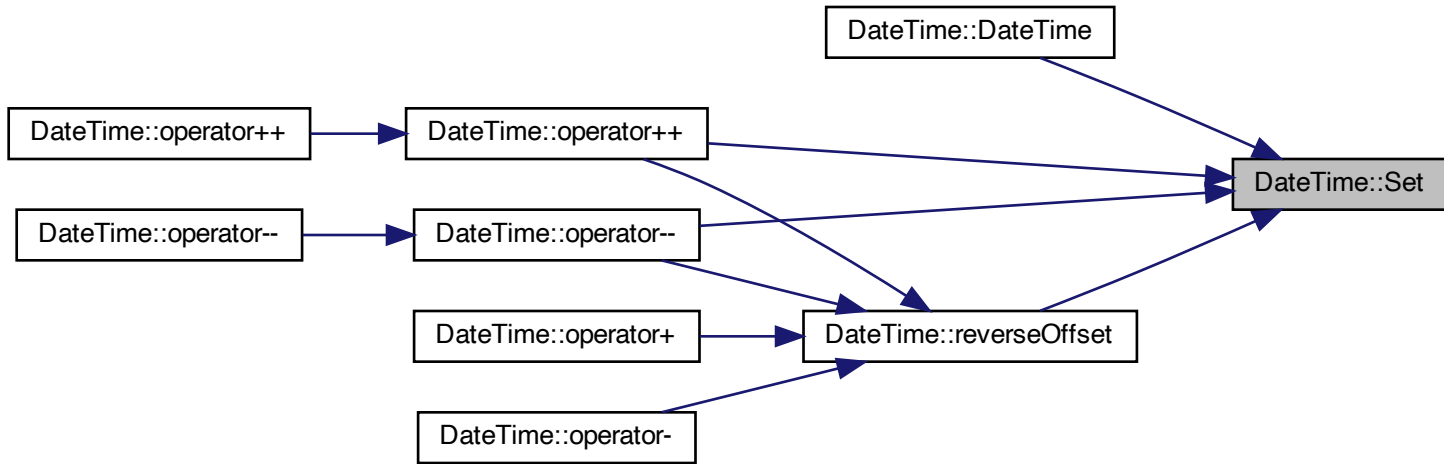 DateTime::DateTime
DateTime::operator++
DateTime::operator++
DateTime::Set
DateTime::operator--
DateTime::operator--
DateTime::operator+
DateTime::reverseOffset
DateTime::operator-